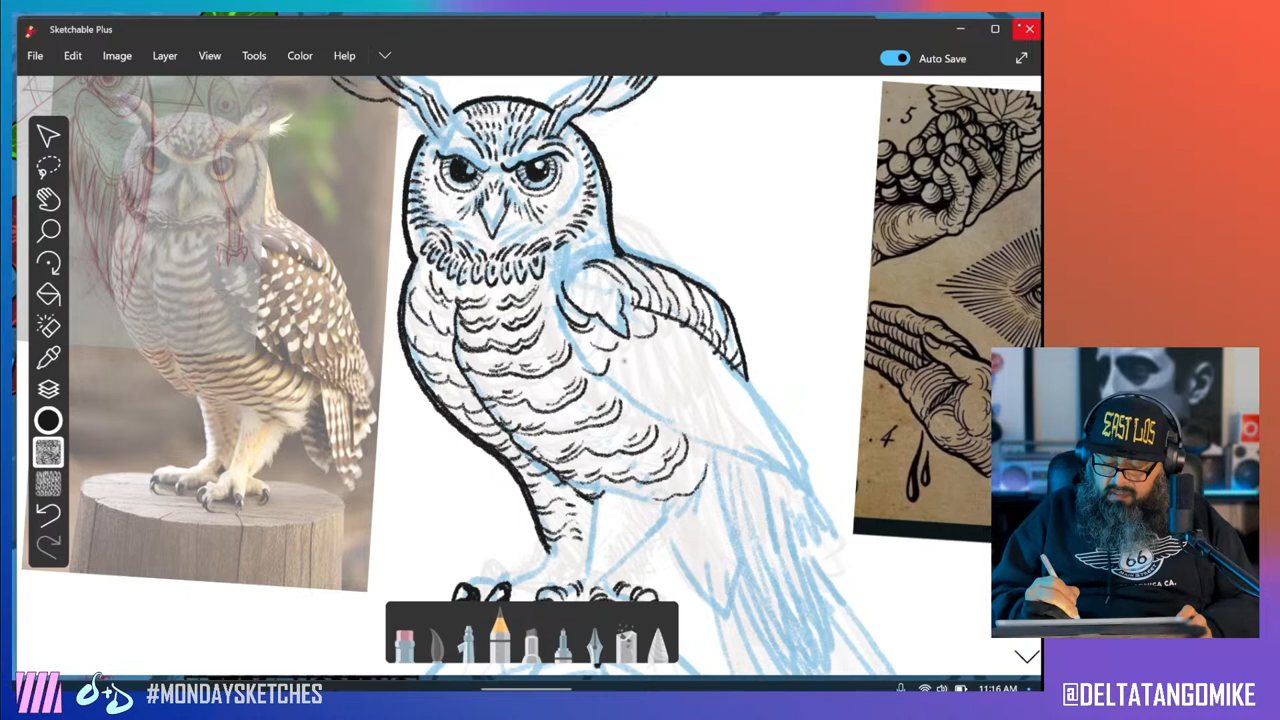 Sketchable Plus
File Edit Image Layer View Tools Color Help
Auto Save
.5
.4
EAST LOS
66
11:16 AM
#MONDAYSKETCHES
@DELTATANGOMIKE